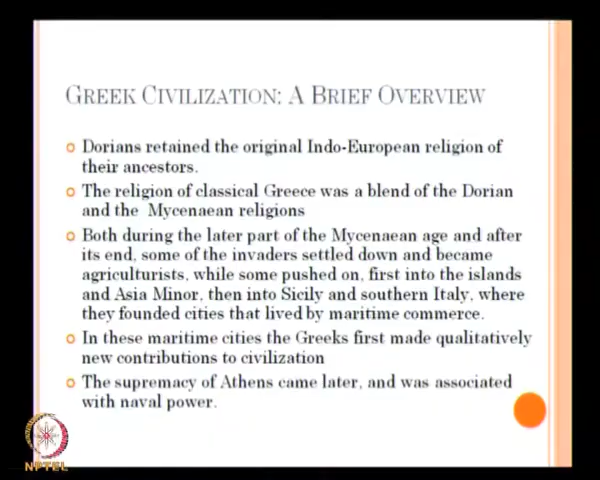 GREEK CIVILIZATION: A BRIEF OVERVIEW
Dorians retained the original Indo-European religion of
their ancestors.
The religion of classical Greece was a blend of the Dorian
and the Mycenaean religions
Both during the later part of the Mycenaean age and after
its end, some of the invaders settled down and became
agriculturists, while some pushed on, first into the islands
and Asia Minor, then into Sicily and southern Italy, where
they founded cities that lived by maritime commerce.
In these maritime cities the Greeks first made qualitatively
new contributions to civilization
The supremacy of Athens came later, and was associated
with naval power.
NPTEL